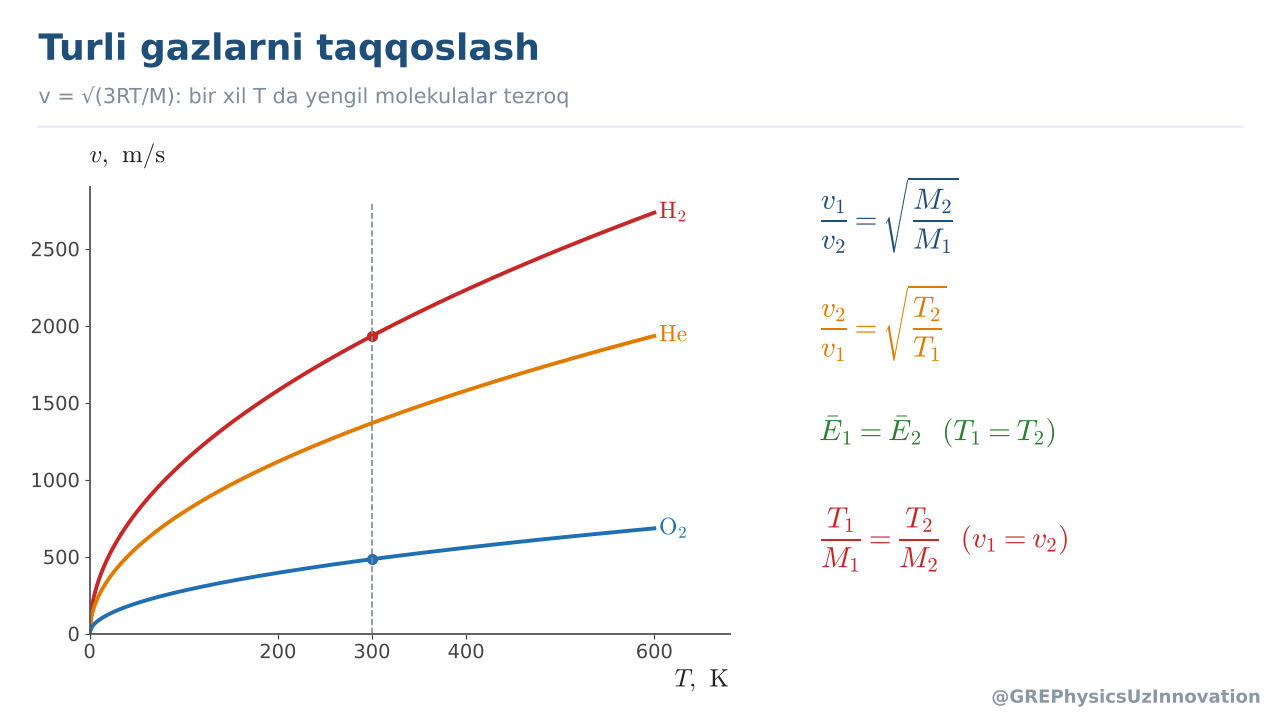 Turli gazlarni taqqoslash
v = √(3RT/M): bir xil T da yengil molekulalar tezroq
v, m/s
2500
2000
1500
1000
500
0
0 200 300 400 600
T, K
H₂
He
O₂
v₁/v₂ = √(M₂/M₁)
v₂/v₁ = √(T₂/T₁)
Ē₁ = Ē₂ (T₁ = T₂)
T₁/M₁ = T₂/M₂ (v₁ = v₂)
@GREPhysicsUzInnovation